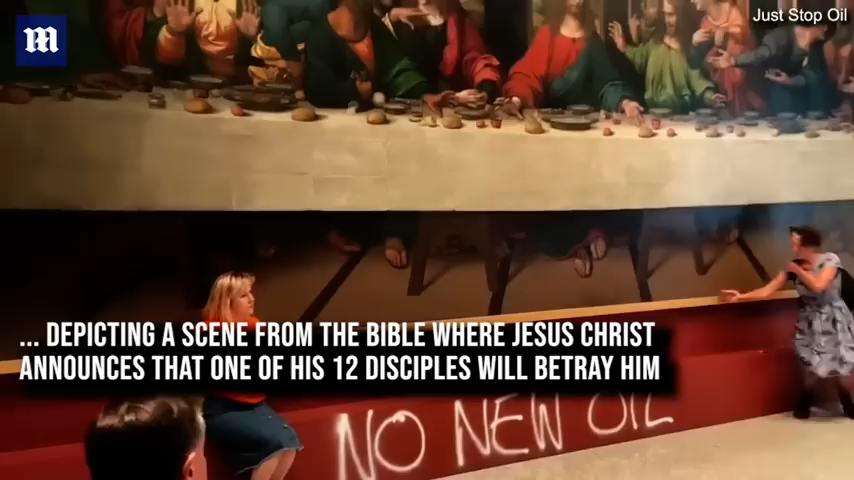 M
Just Stop Oil
... DEPICTING A SCENE FROM THE BIBLE WHERE JESUS CHRIST
ANNOUNCES THAT ONE OF HIS 12 DISCIPLES WILL BETRAY HIM
NO NEW OIL